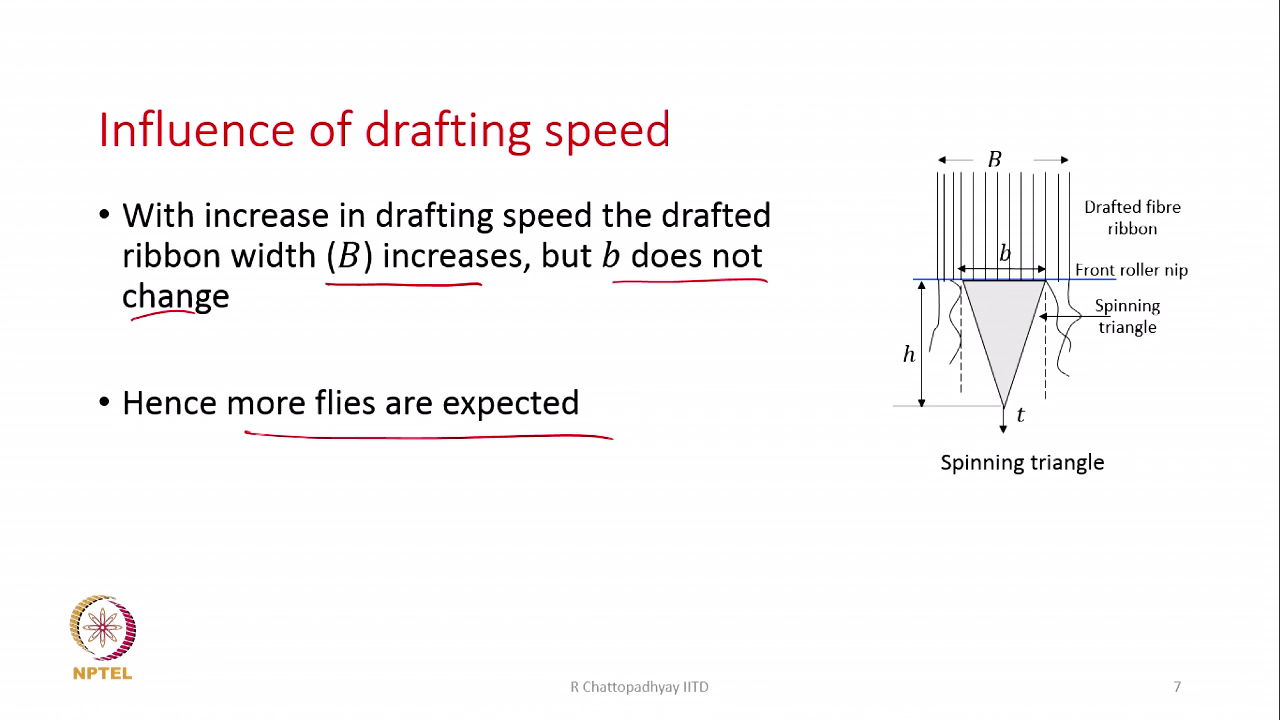 Influence of drafting speed
• With increase in drafting speed the drafted
ribbon width (B) increases, but b does not
change
• Hence more flies are expected
B
Drafted fibre
ribbon
b
Front roller nip
Spinning
triangle
h
t
Spinning triangle
NPTEL
R Chattopadhyay IITD
7